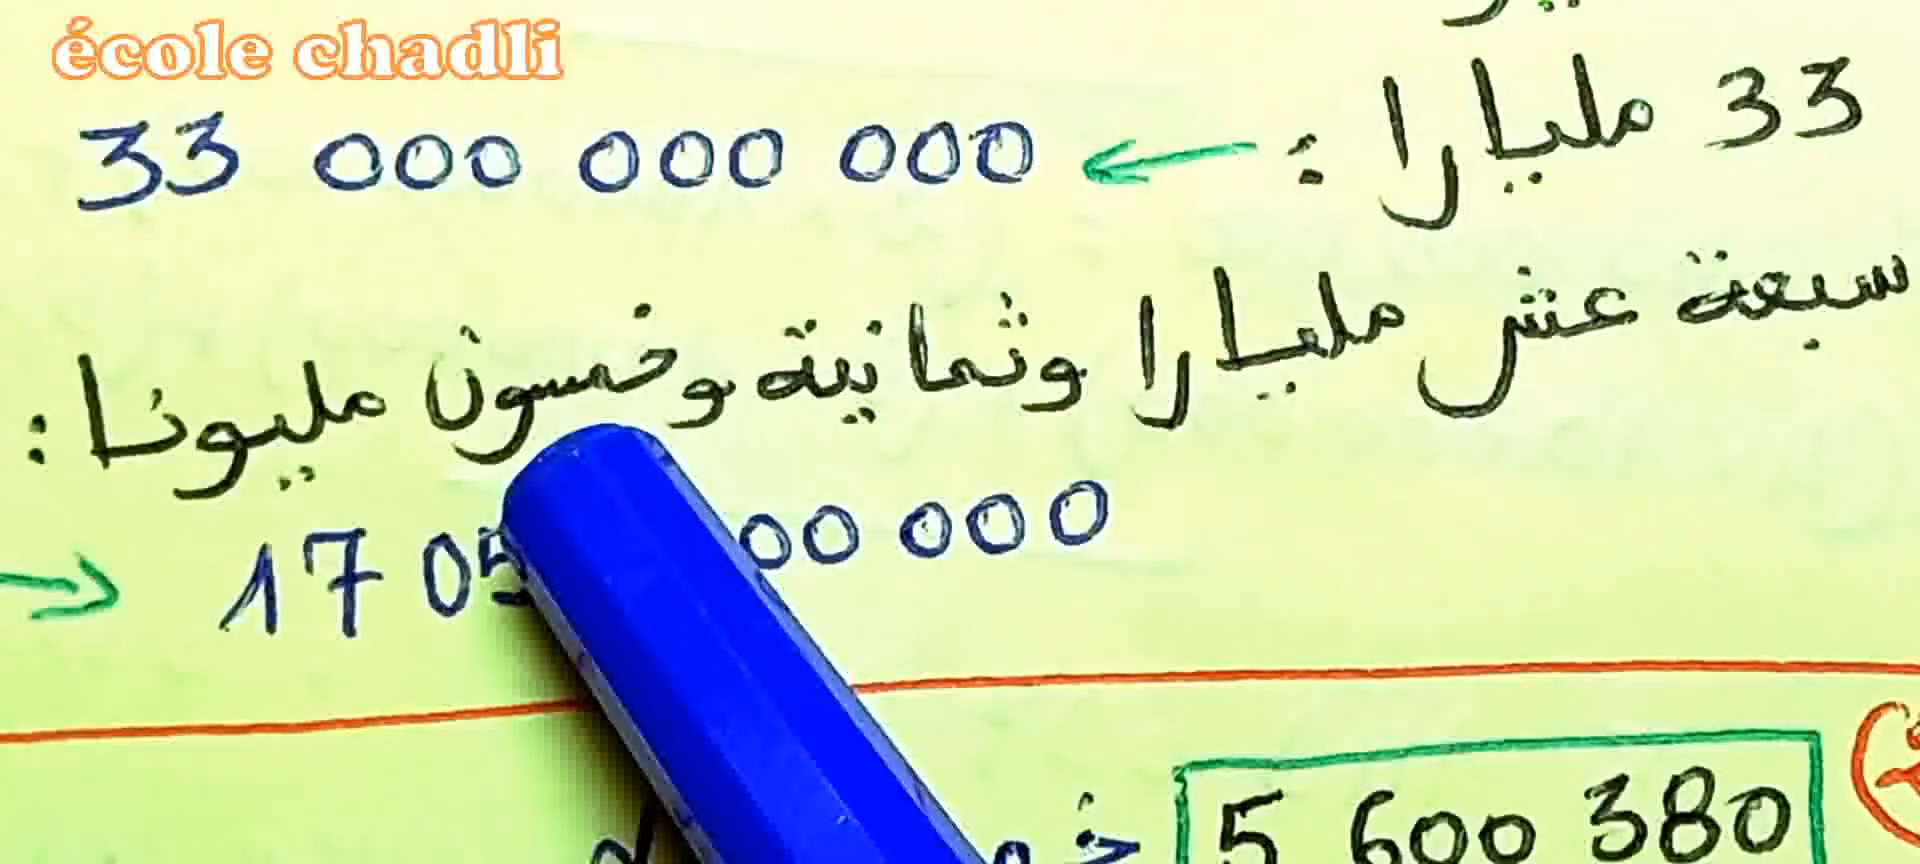 école chadli
33 مليارا :
33 000 000 000
سبعة عشر مليارا وثمانية وخمسون مليونا :
17 05 00 000
5 600 380